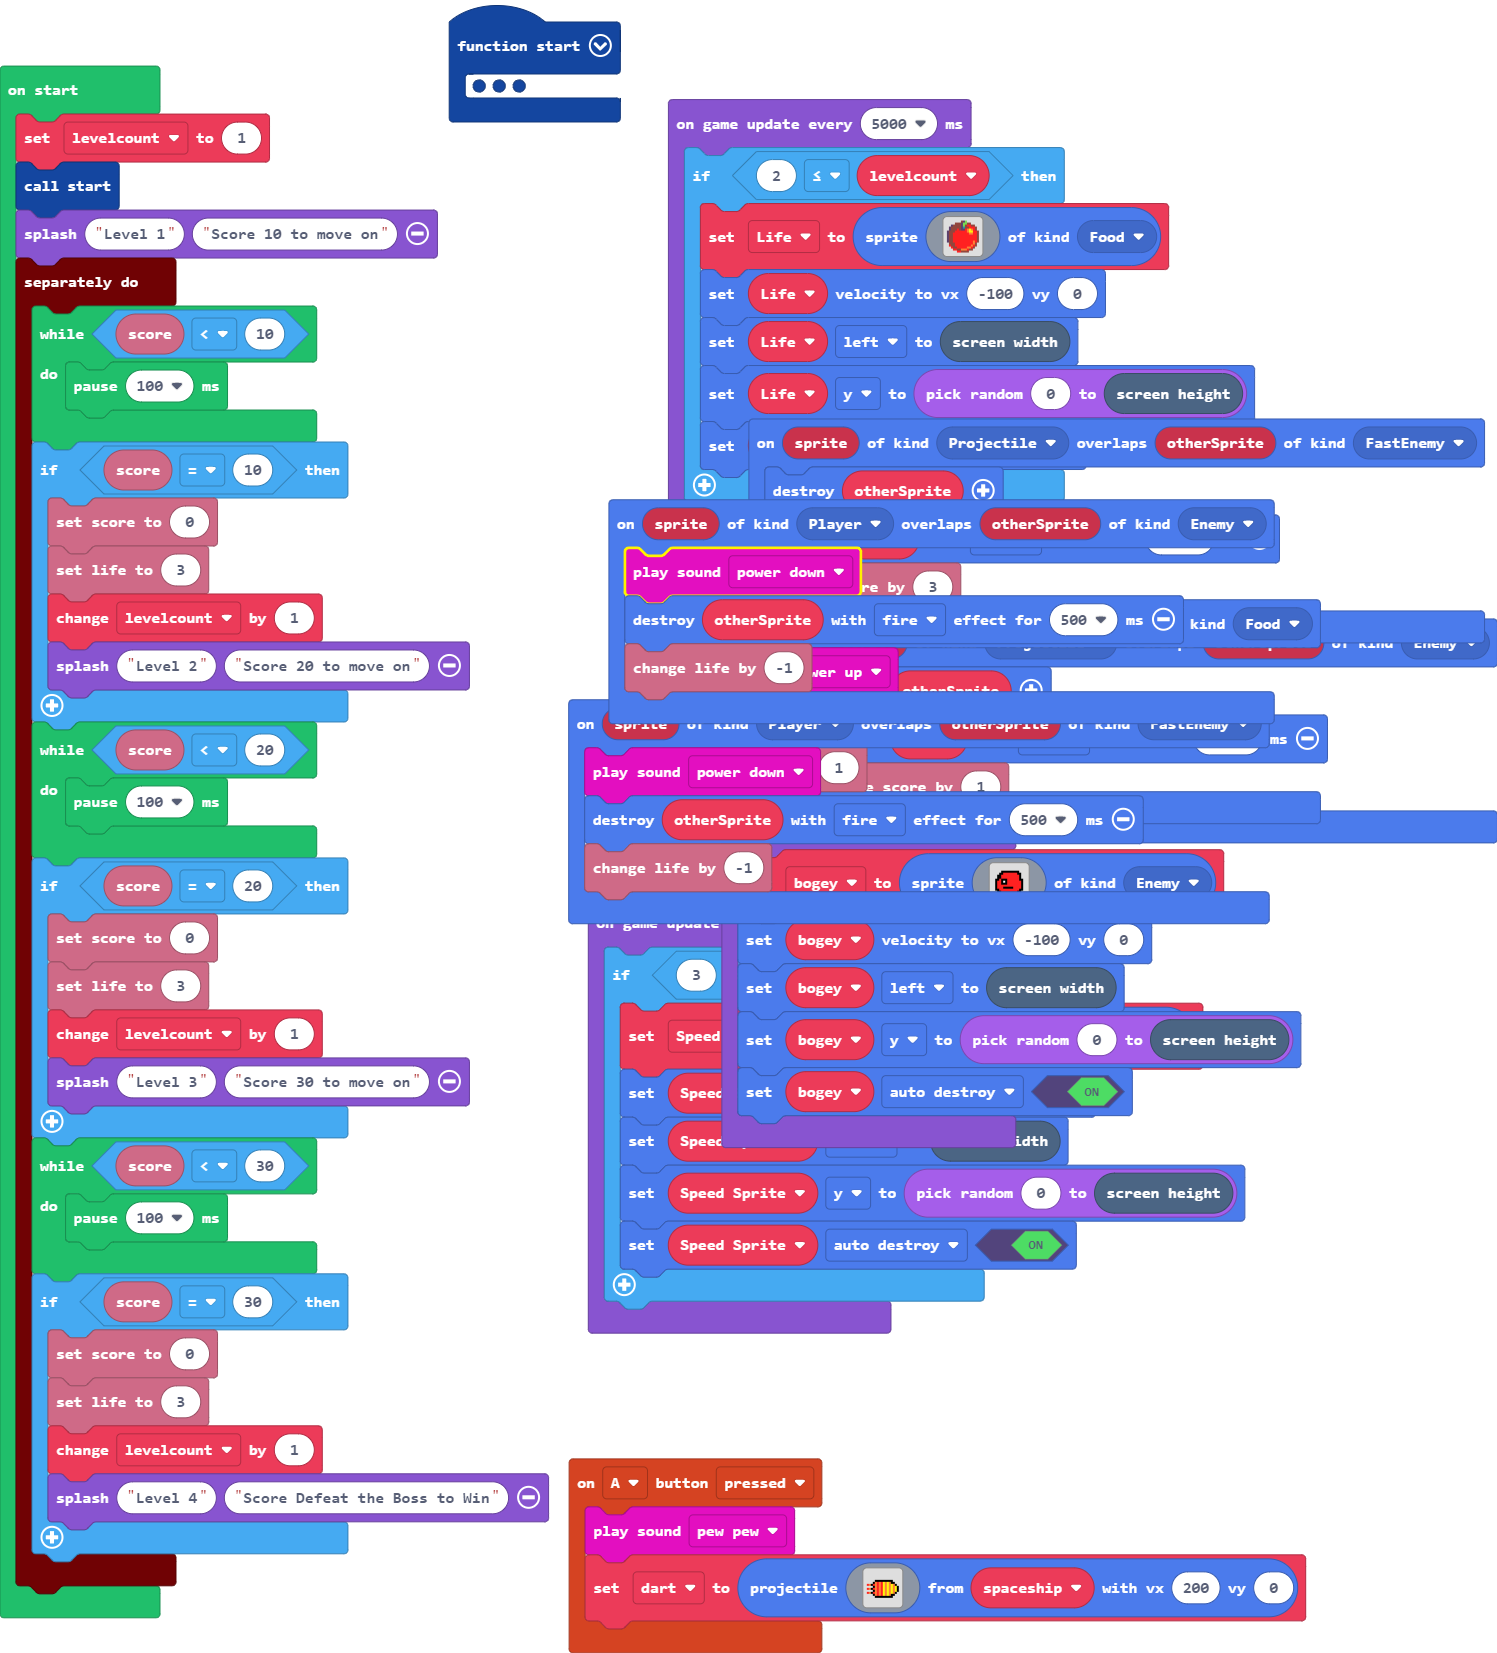 function start
on start
set levelcount to 1
call start
splash "Level 1" "Score 10 to move on"
separately do
while score < 10
do
pause 100 ms
if score = 10 then
set score to 0
set life to 3
change levelcount by 1
splash "Level 2" "Score 20 to move on"
while score < 20
do
pause 100 ms
if score = 20 then
set score to 0
set life to 3
change levelcount by 1
splash "Level 3" "Score 30 to move on"
while score < 30
do
pause 100 ms
if score = 30 then
set score to 0
set life to 3
change levelcount by 1
splash "Level 4" "Score Defeat the Boss to Win"
on game update every 5000 ms
if 2 ≤ levelcount then
set Life to sprite of kind Food
set Life velocity to vx -100 vy 0
set Life left to screen width
set Life y to pick random 0 to screen height
set
on sprite of kind Projectile overlaps otherSprite of kind FastEnemy
destroy otherSprite
on sprite of kind Player overlaps otherSprite of kind Enemy
play sound power down
re by 3
destroy otherSprite with fire effect for 500 ms
kind Food
change life by -1
wer up
otherSprite
of kind Enemy
on sprite of kind Player overlaps otherSprite of kind FastEnemy
ms
play sound power down
1
score by 1
destroy otherSprite with fire effect for 500 ms
change life by -1
bogey to sprite of kind Enemy
on game update
set bogey velocity to vx -100 vy 0
if 3
set bogey left to screen width
set Speed
set bogey y to pick random 0 to screen height
set Speed
set bogey auto destroy ON
set Speed
idth
set Speed Sprite y to pick random 0 to screen height
set Speed Sprite auto destroy ON
on A button pressed
play sound pew pew
set dart to projectile from spaceship with vx 200 vy 0